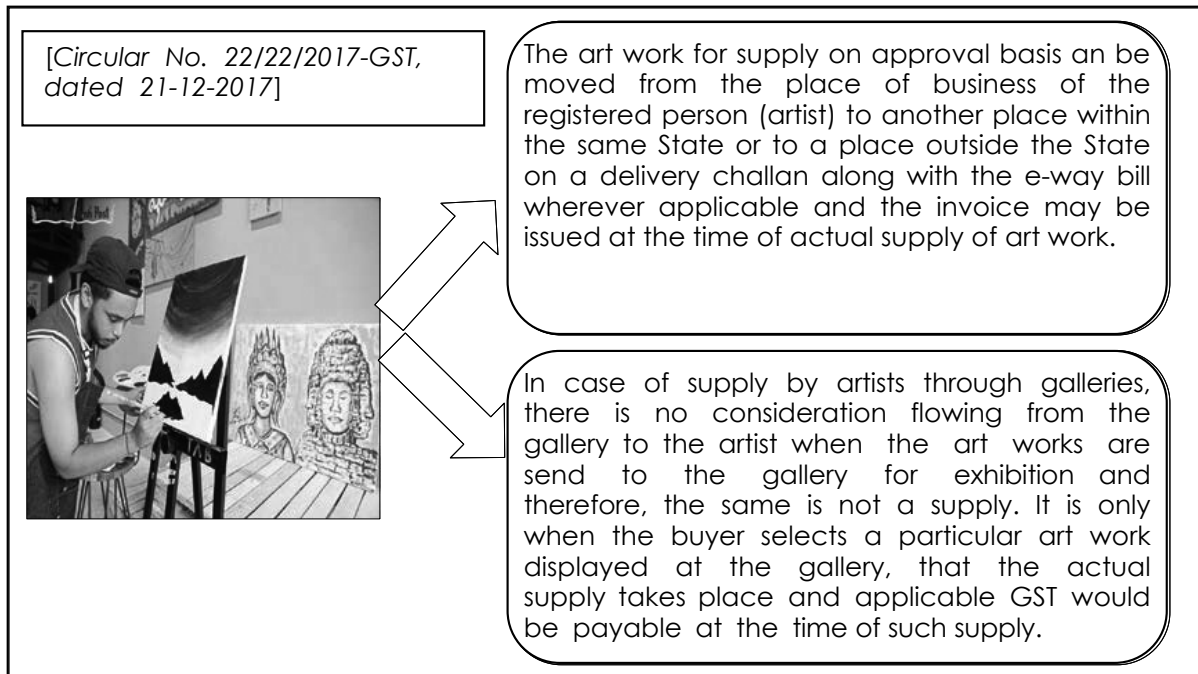 [Circular No. 22/22/2017-GST,
dated 21-12-2017]
The art work for supply on approval basis an be
moved from the place of business of the
registered person (artist) to another place within
the same State or to a place outside the State
on a delivery challan along with the e-way bill
wherever applicable and the invoice may be
issued at the time of actual supply of art work.
In case of supply by artists through galleries,
there is no consideration flowing from the
gallery to the artist when the art works are
send to the gallery for exhibition and
therefore, the same is not a supply. It is only
when the buyer selects a particular art work
displayed at the gallery, that the actual
supply takes place and applicable GST would
be payable at the time of such supply.